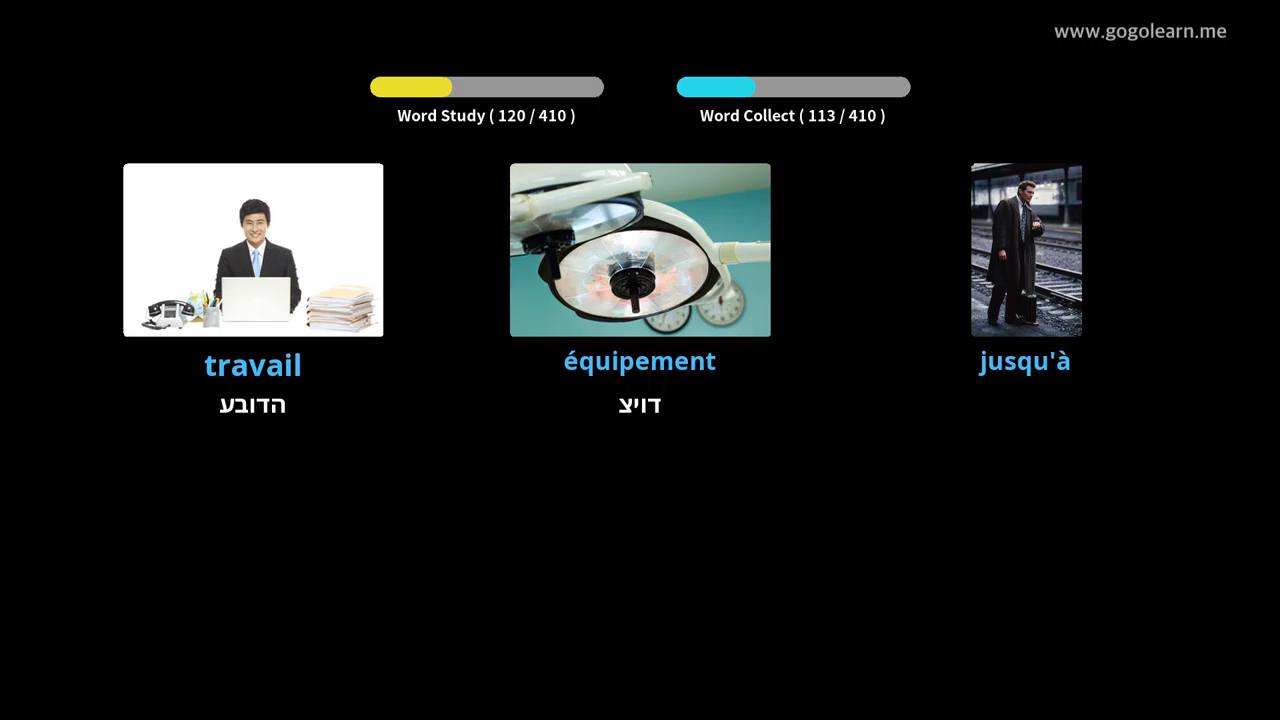 www.gogolearn.me
Word Study ( 120 / 410 )
Word Collect ( 113 / 410 )
travail
הדובע
équipement
דויצ
jusqu'à